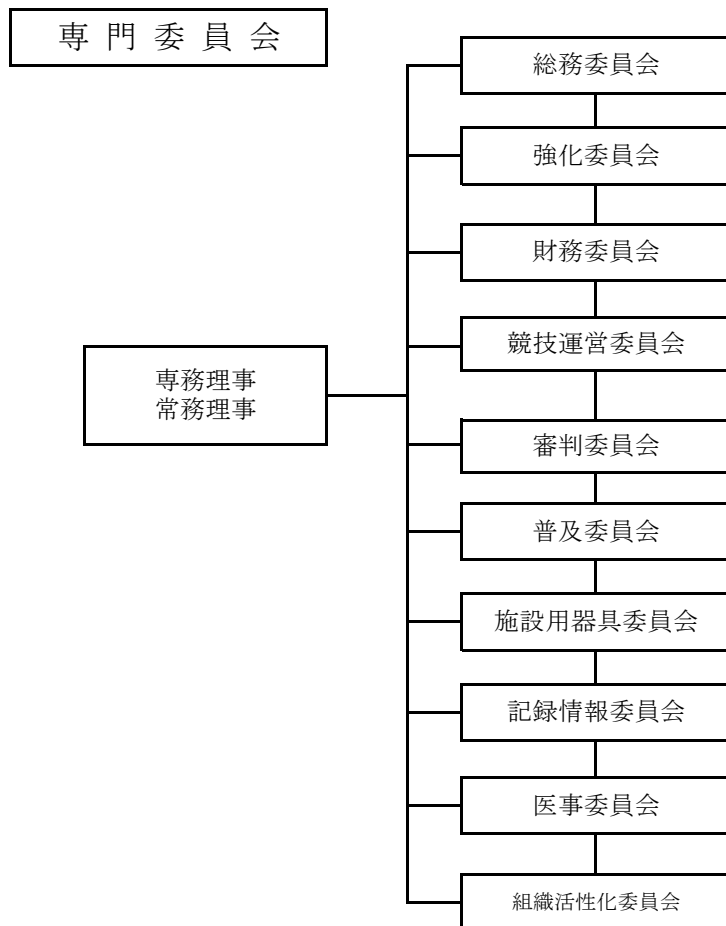 専門委員会
総務委員会
強化委員会
財務委員会
競技運営委員会
専務理事
常務理事
審判委員会
普及委員会
施設用器具委員会
記録情報委員会
医事委員会
組織活性化委員会